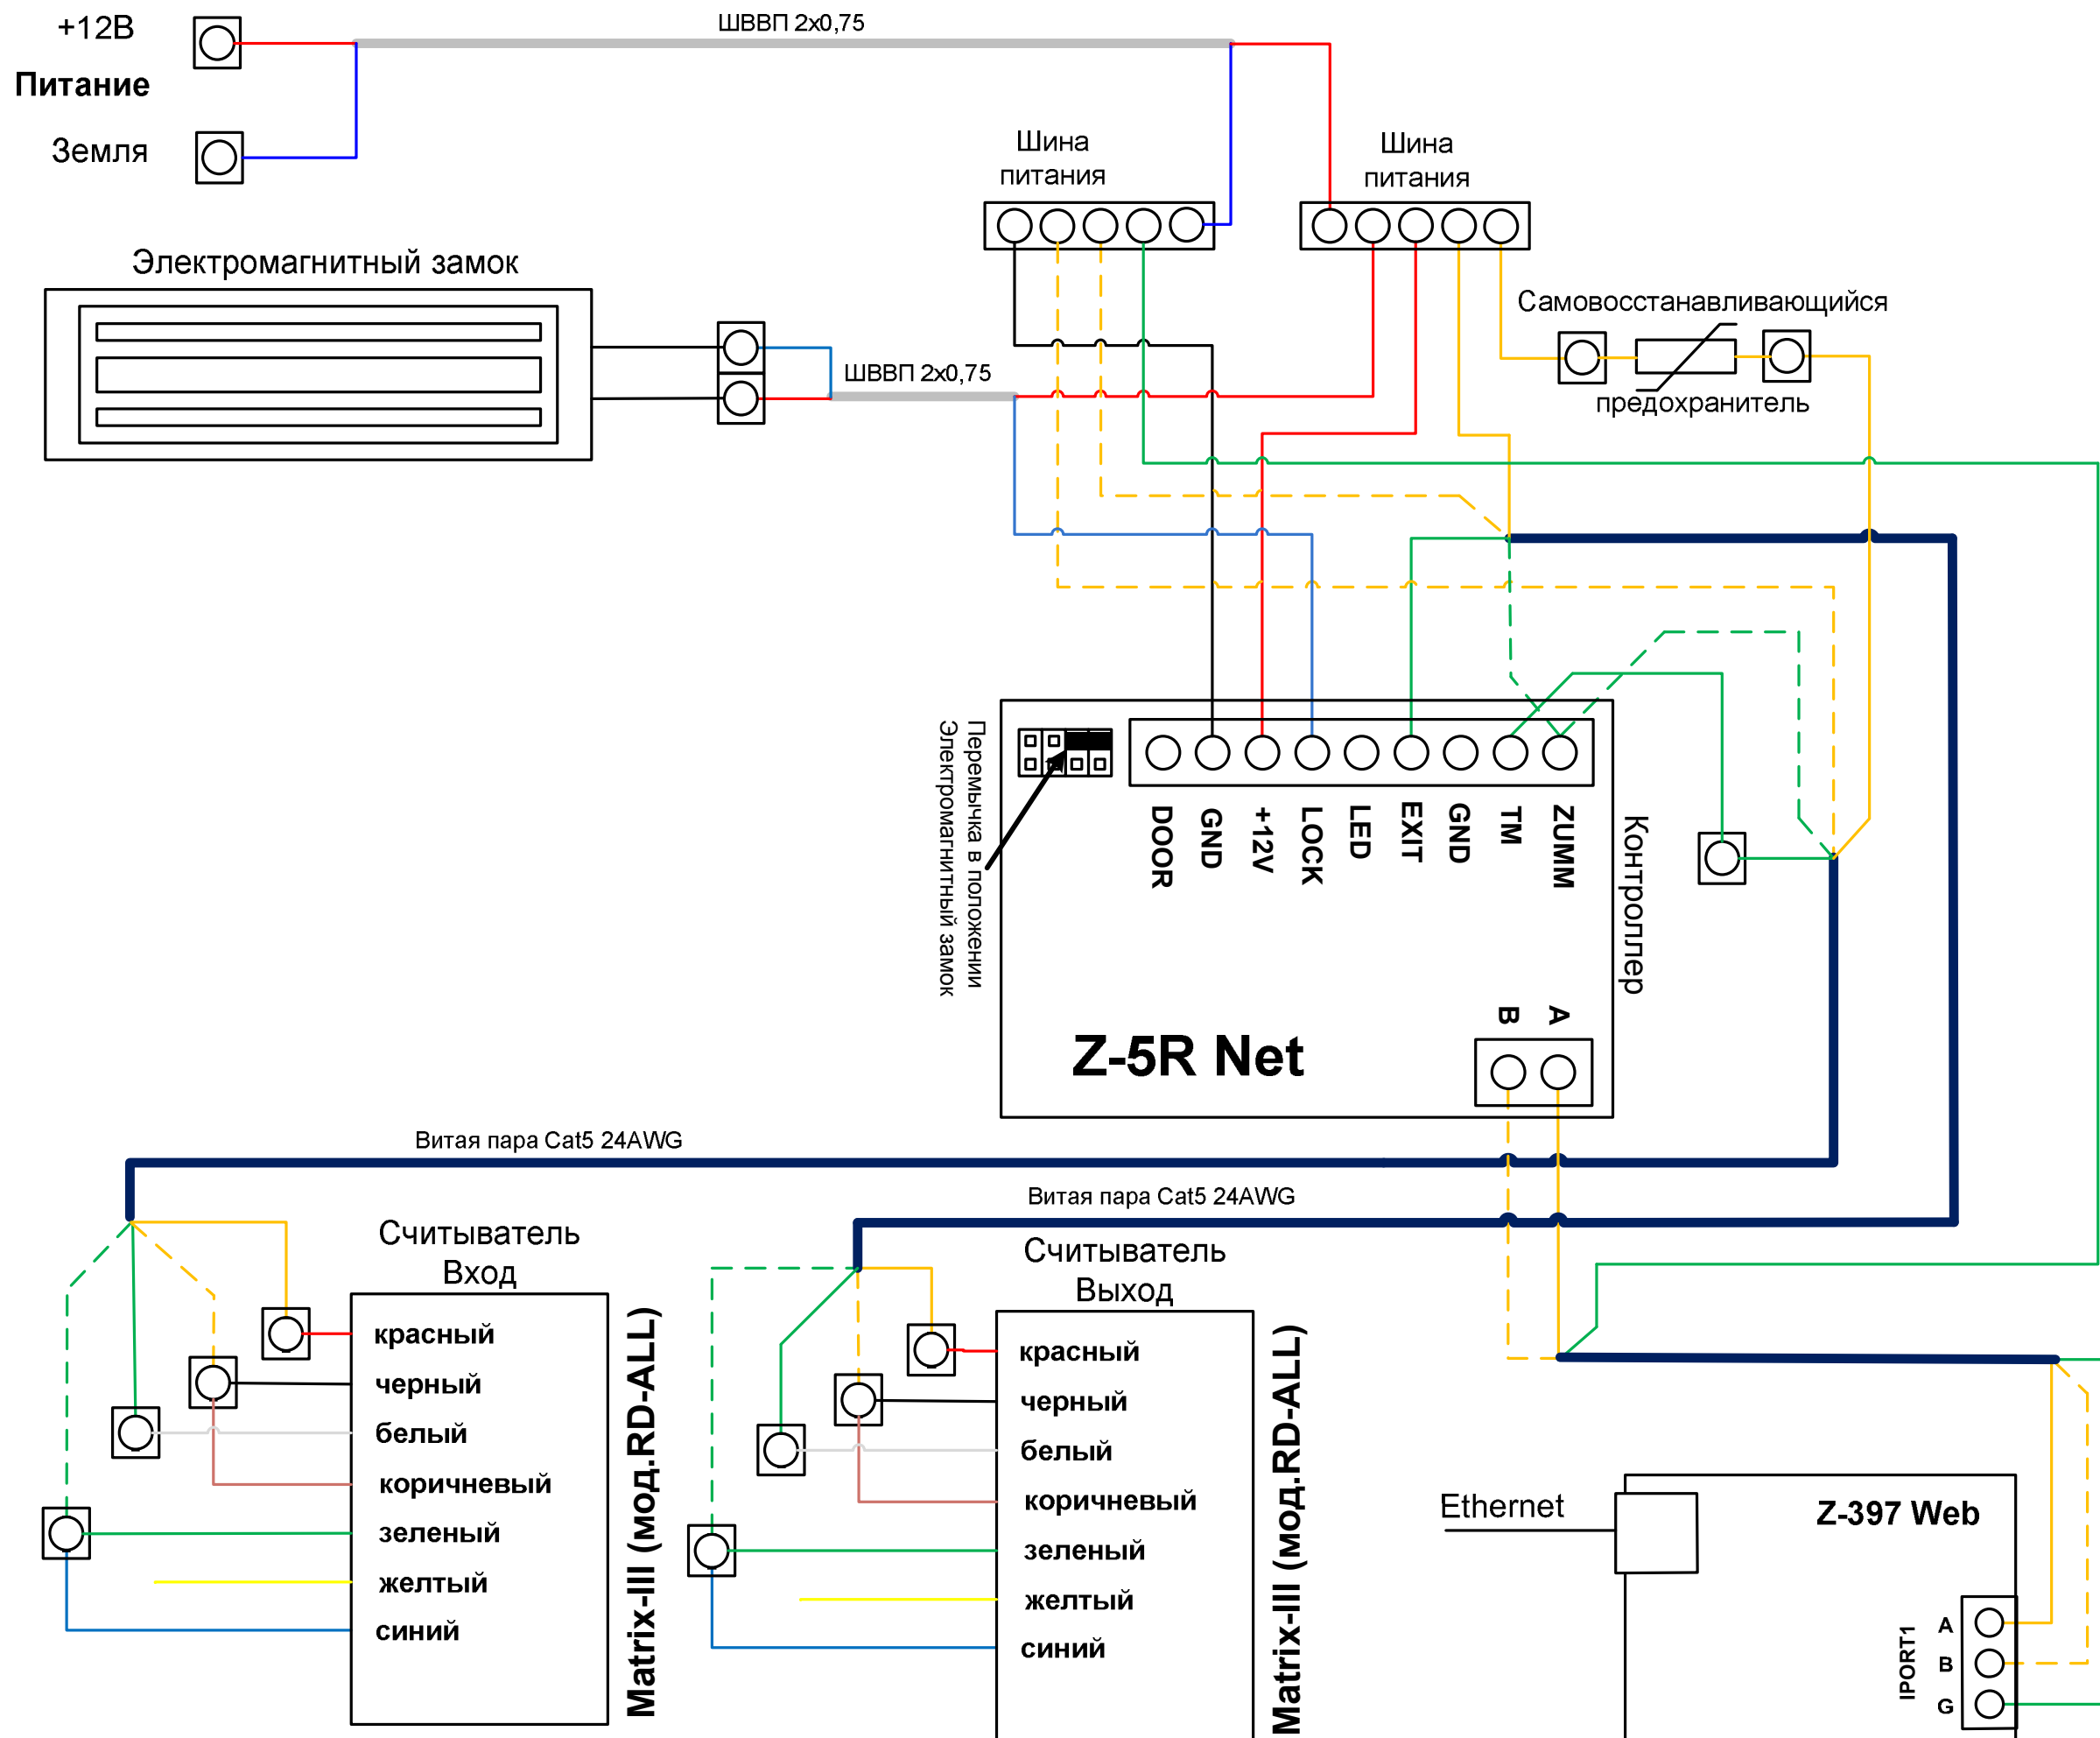 +12В
Питание
Земля
ШВВП 2х0,75
Шина
питания
Шина
питания
Электромагнитный замок
ШВВП 2х0,75
Самовосстанавливающийся
предохранитель
Перемычка в положении
Электромагнитный замок
DOOR
GND
+12V
LOCK
LED
EXIT
GND
TM
ZUMM
Контроллер
B
A
Z-5R Net
Витая пара Cat5 24AWG
Витая пара Cat5 24AWG
Считыватель
Вход
красный
черный
белый
коричневый
зеленый
желтый
синий
Matrix-III (мод.RD-ALL)
Считыватель
Выход
красный
черный
белый
коричневый
зеленый
желтый
синий
Matrix-III (мод.RD-ALL)
Ethernet
Z-397 Web
IPORT1
A
B
G